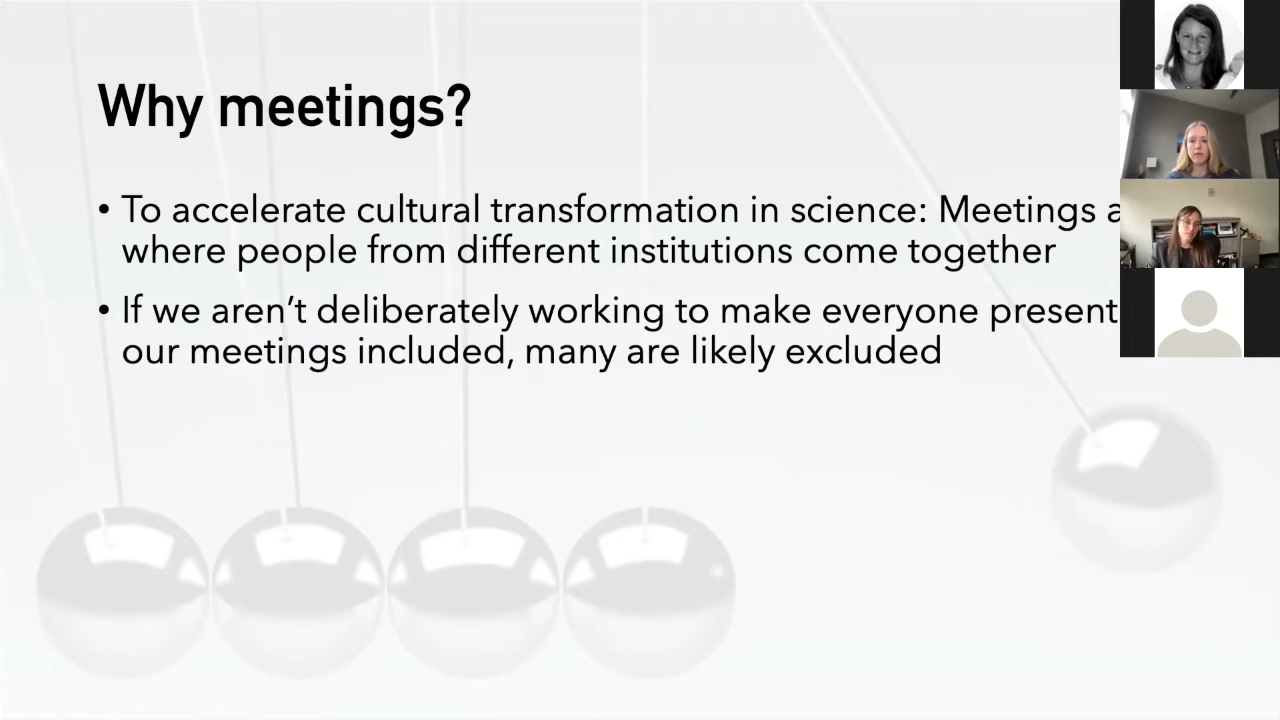 Why meetings?
• To accelerate cultural transformation in science: Meetings
where people from different institutions come together
• If we aren’t deliberately working to make everyone present
our meetings included, many are likely excluded